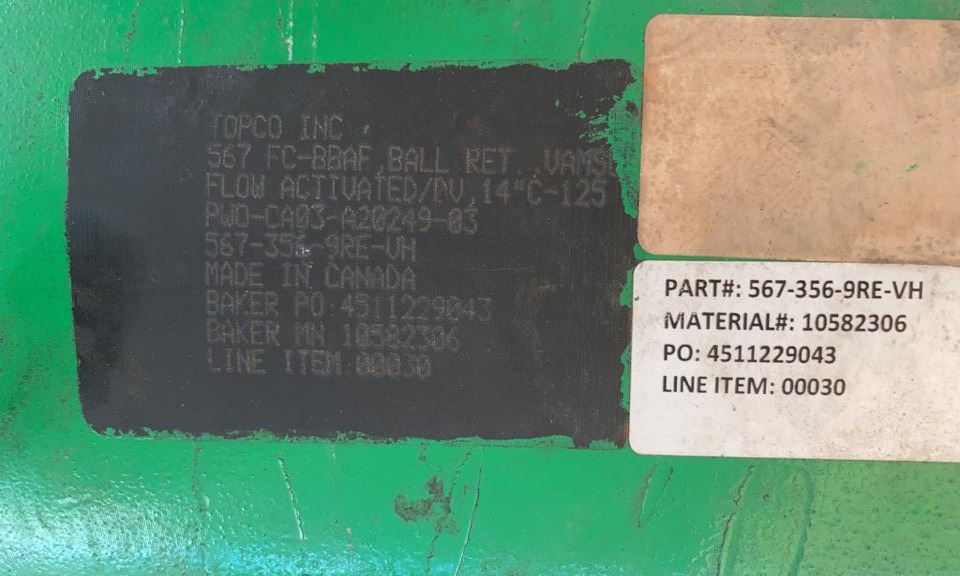 TOPCO INC
567 FC-BBAF,BALL RET.,VAMSL
FLOW ACTIVATED/DV,14"C-125
PWO-CA03-A20249-03
567-356-9RE-VH
MADE IN CANADA
BAKER PO:4511229043
BAKER MN 10582306
LINE ITEM:00030
PART#: 567-356-9RE-VH
MATERIAL#: 10582306
PO: 4511229043
LINE ITEM: 00030